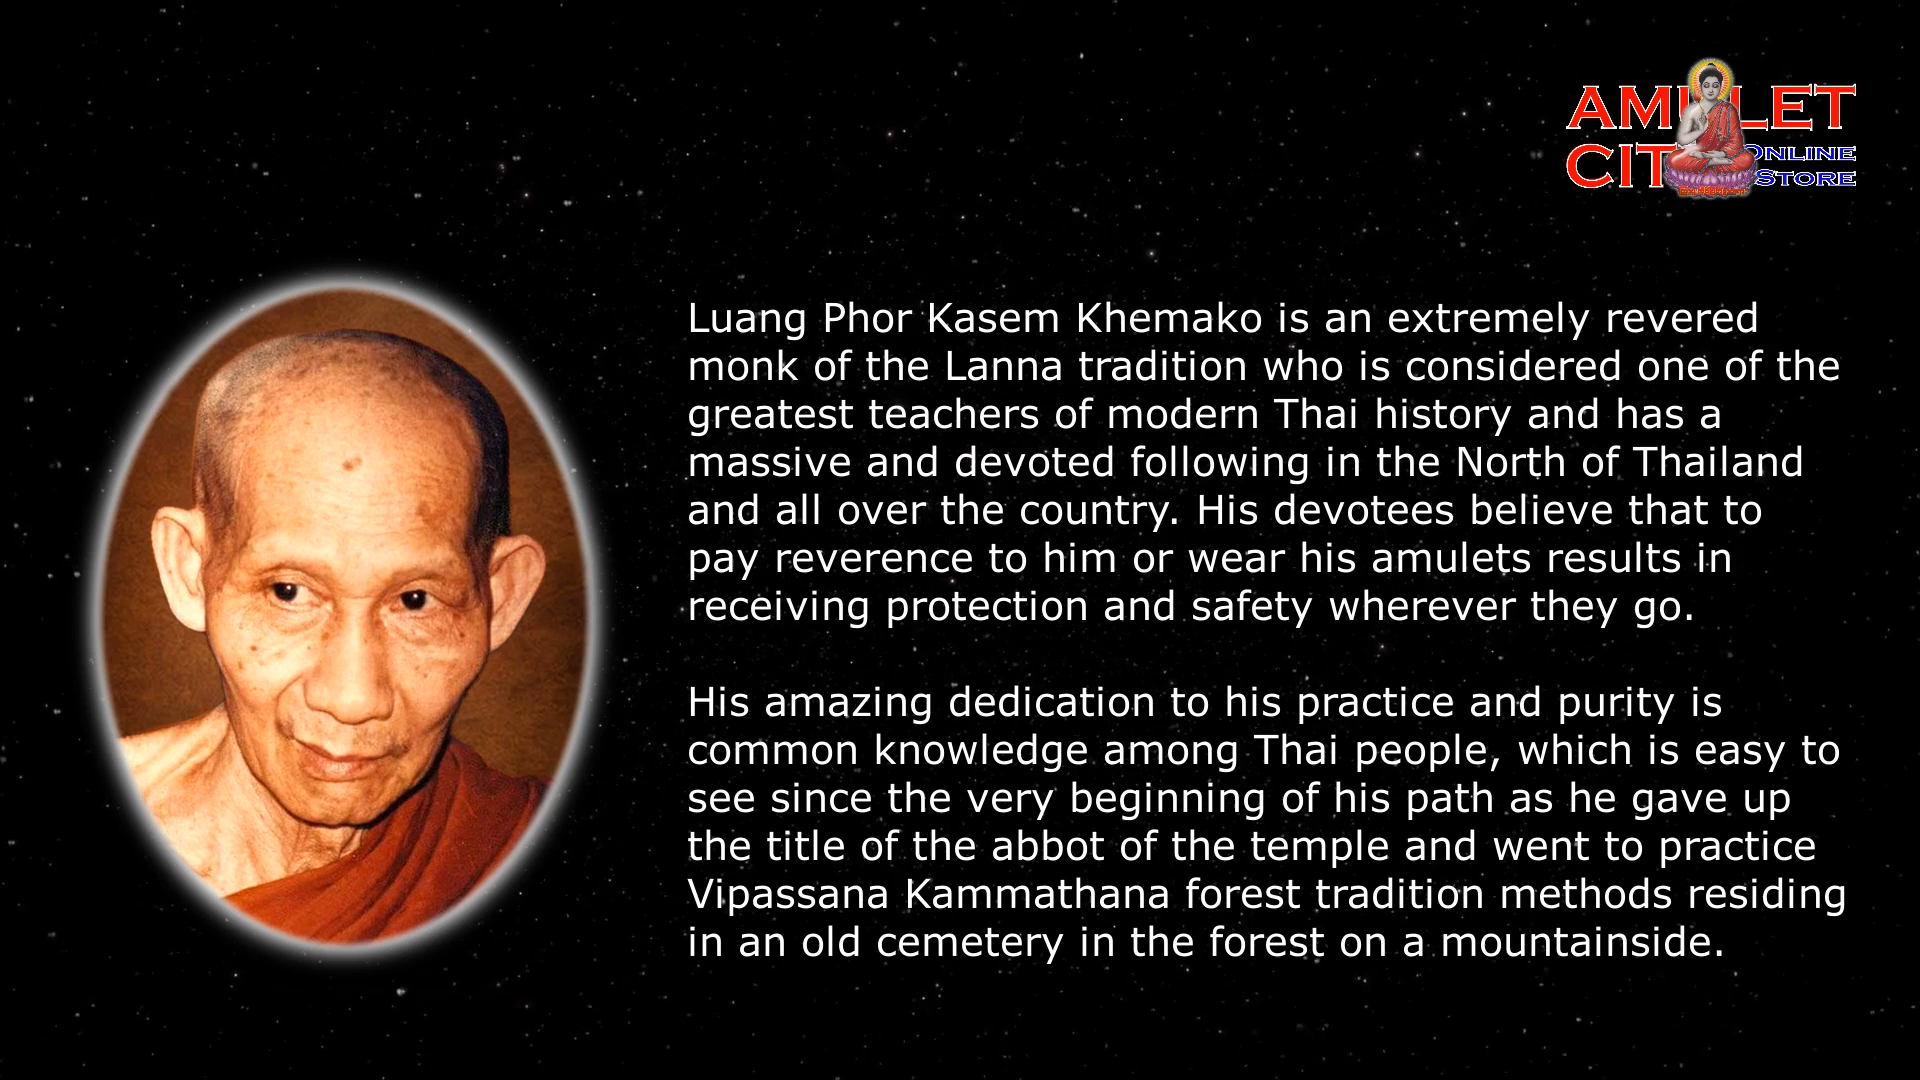 AMULET
CITY ONLINE
STORE
Luang Phor Kasem Khemako is an extremely revered
monk of the Lanna tradition who is considered one of the
greatest teachers of modern Thai history and has a
massive and devoted following in the North of Thailand
and all over the country. His devotees believe that to
pay reverence to him or wear his amulets results in
receiving protection and safety wherever they go.
His amazing dedication to his practice and purity is
common knowledge among Thai people, which is easy to
see since the very beginning of his path as he gave up
the title of the abbot of the temple and went to practice
Vipassana Kammathana forest tradition methods residing
in an old cemetery in the forest on a mountainside.